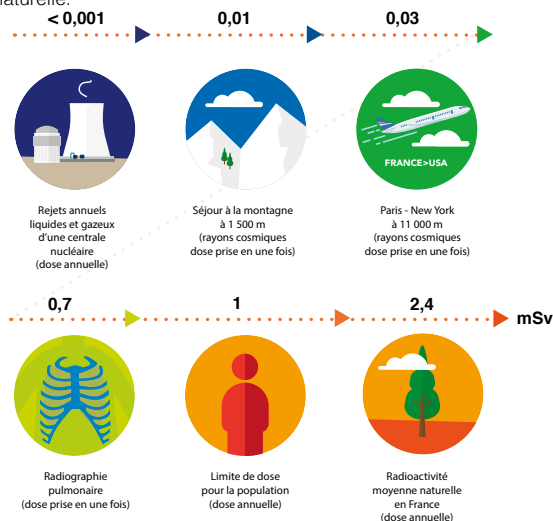 naturelle.
< 0,001
0,01
0,03
FRANCE>USA
Rejets annuels
liquides et gazeux
d'une centrale
nucléaire
(dose annuelle)
Séjour à la montagne
à 1 500 m
(rayons cosmiques
dose prise en une fois)
Paris - New York
à 11 000 m
(rayons cosmiques
dose prise en une fois)
0,7
1
2,4
mSv
Radiographie
pulmonaire
(dose prise en une fois)
Limite de dose
pour la population
(dose annuelle)
Radioactivité
moyenne naturelle
en France
(dose annuelle)